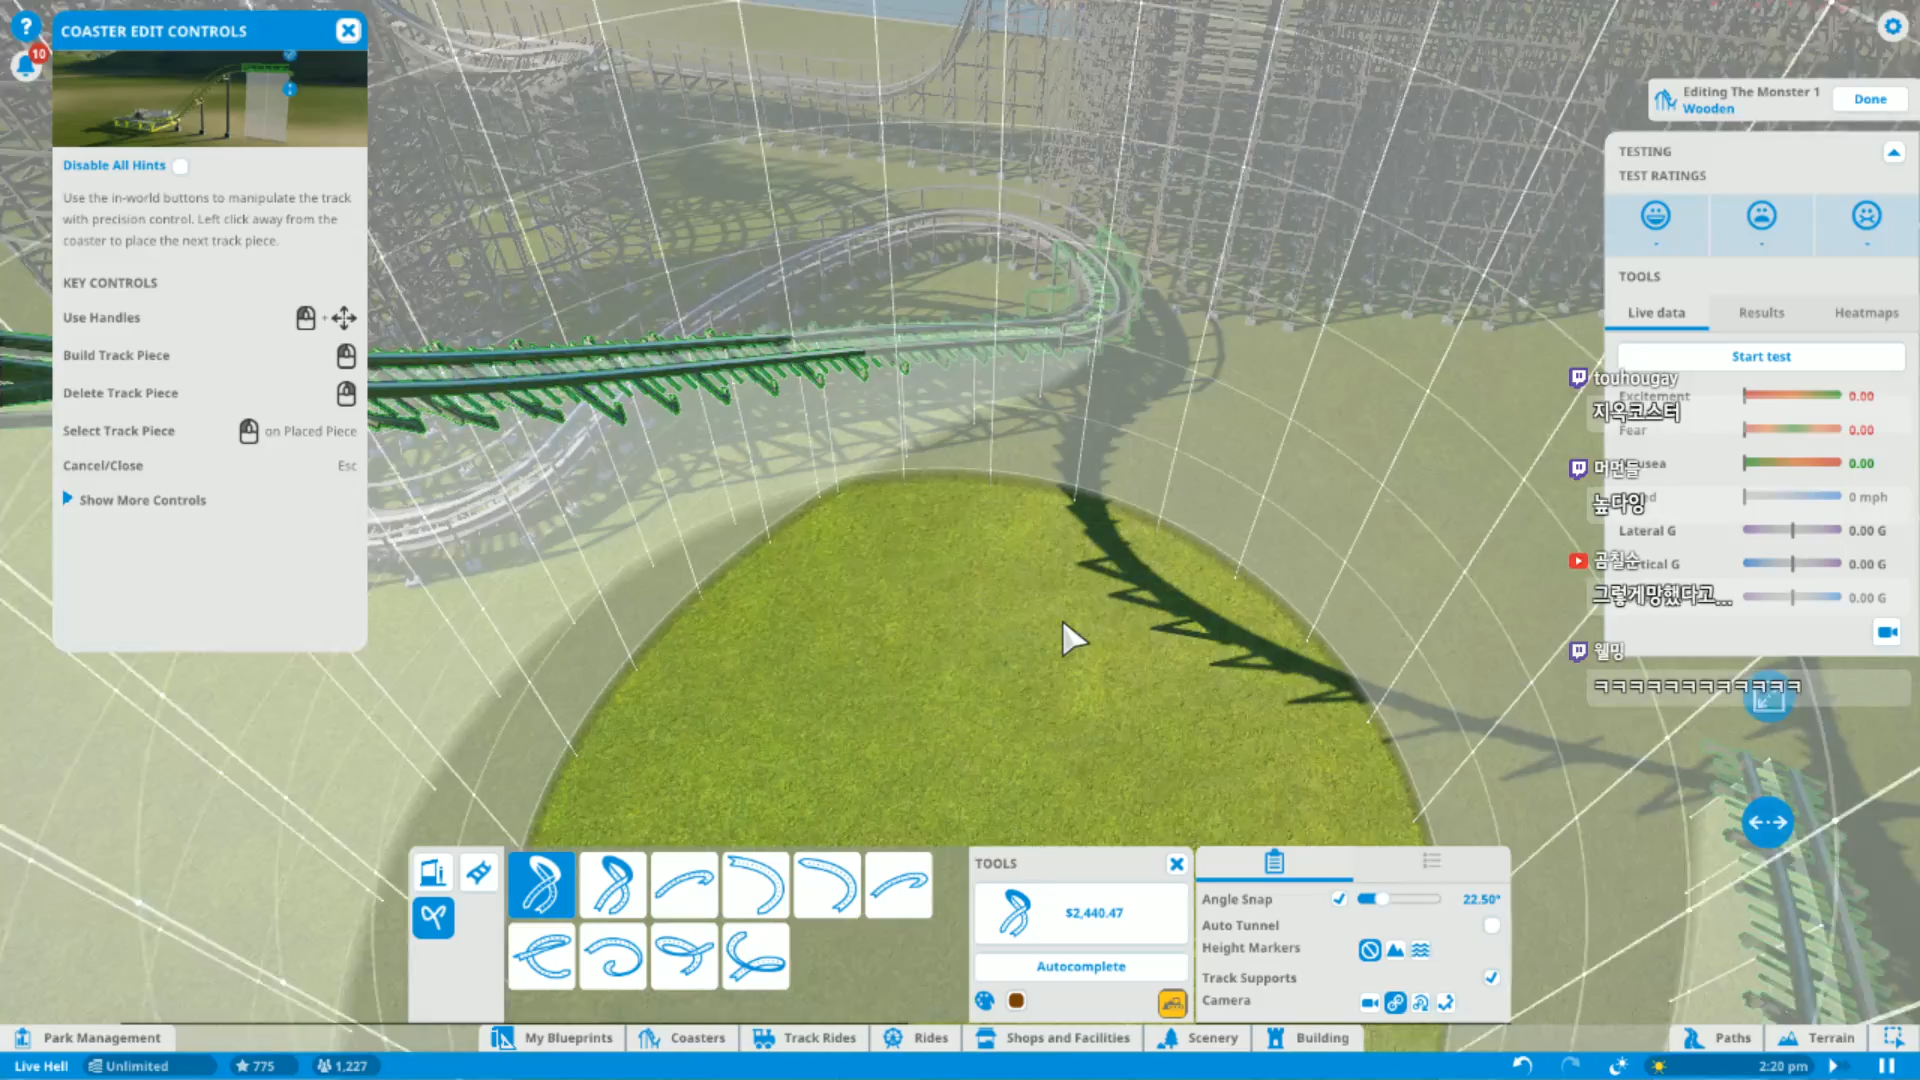 ?
COASTER EDIT CONTROLS
10
Disable All Hints
Use the in-world buttons to manipulate the track
with precision control. Left click away from the
coaster to place the next track piece.
KEY CONTROLS
Use Handles
+
Build Track Piece
Delete Track Piece
Select Track Piece
on Placed Piece
Cancel/Close
Esc
Show More Controls
Editing The Monster 1
Wooden
Done
TESTING
TEST RATINGS
-
-
-
TOOLS
Live data
Results
Heatmaps
Start test
touhougay
Excitement
0.00
지옥코스터
Fear
0.00
머먼들
0.00
0 mph
높다잉
Lateral G
0.00 G
곰칠순
0.00 G
그렇게망했다고...
0.00 G
웰밍
ㅋㅋㅋㅋㅋㅋㅋㅋㅋㅋㅋㅋ
TOOLS
$2,440.47
Autocomplete
Angle Snap
22.50°
Auto Tunnel
Height Markers
Track Supports
Camera
Park Management
My Blueprints
Coasters
Track Rides
Rides
Shops and Facilities
Scenery
Building
Paths
Terrain
Live Hell
Unlimited
775
1,227
2:20 pm